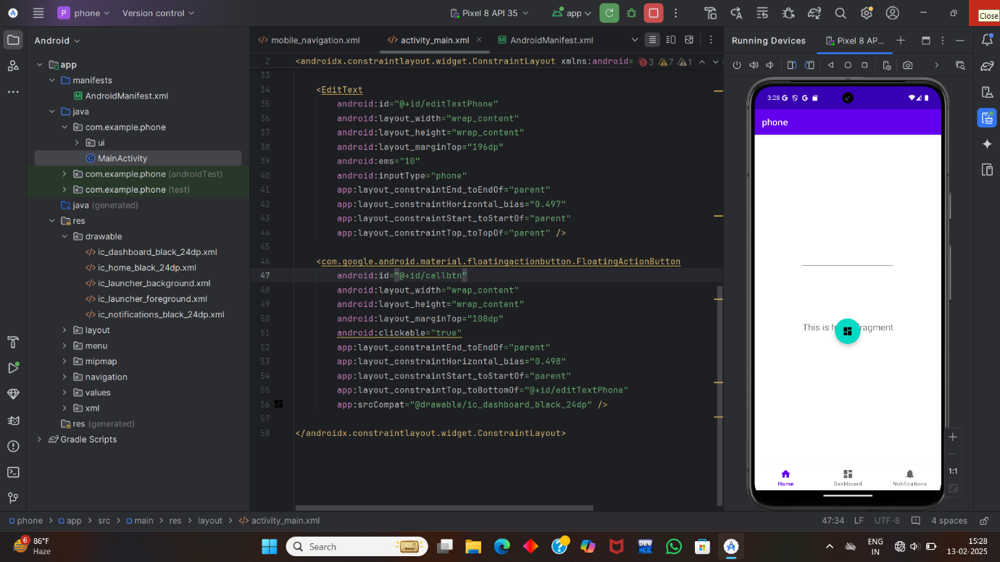 P phone Version control Pixel 8 API 35 app
Close
Android
mobile_navigation.xml activity_main.xml AndroidManifest.xml
Running Devices Pixel 8 AP...
app
manifests
AndroidManifest.xml
java
com.example.phone
ui
MainActivity
com.example.phone (androidTest)
com.example.phone (test)
java (generated)
res
drawable
ic_dashboard_black_24dp.xml
ic_home_black_24dp.xml
ic_launcher_background.xml
ic_launcher_foreground.xml
ic_notifications_black_24dp.xml
layout
menu
mipmap
navigation
values
xml
res (generated)
Gradle Scripts
2 <androidx.constraintlayout.widget.ConstraintLayout xmlns:android= 3 7 1
33
34 <EditText
35 android:id="@+id/editTextPhone"
36 android:layout_width="wrap_content"
37 android:layout_height="wrap_content"
38 android:layout_marginTop="196dp"
39 android:ems="10"
40 android:inputType="phone"
41 app:layout_constraintEnd_toEndOf="parent"
42 app:layout_constraintHorizontal_bias="0.497"
43 app:layout_constraintStart_toStartOf="parent"
44 app:layout_constraintTop_toTopOf="parent" />
45
46 <com.google.android.material.floatingactionbutton.FloatingActionButton
47 android:id="@+id/callbtn"
48 android:layout_width="wrap_content"
49 android:layout_height="wrap_content"
50 android:layout_marginTop="108dp"
51 android:clickable="true"
52 app:layout_constraintEnd_toEndOf="parent"
53 app:layout_constraintHorizontal_bias="0.498"
54 app:layout_constraintStart_toStartOf="parent"
55 app:layout_constraintTop_toBottomOf="@+id/editTextPhone"
56 app:srcCompat="@drawable/ic_dashboard_black_24dp" />
57
58 </androidx.constraintlayout.widget.ConstraintLayout>
3:28 G G
phone
This is h fragment
Home Dashboard Notifications
1:1
phone > app > src > main > res > layout > activity_main.xml 47:34 LF UTF-8 4 spaces
6 86°F
Haze
Search
DEV
ENG
IN
15:28
13-02-2025